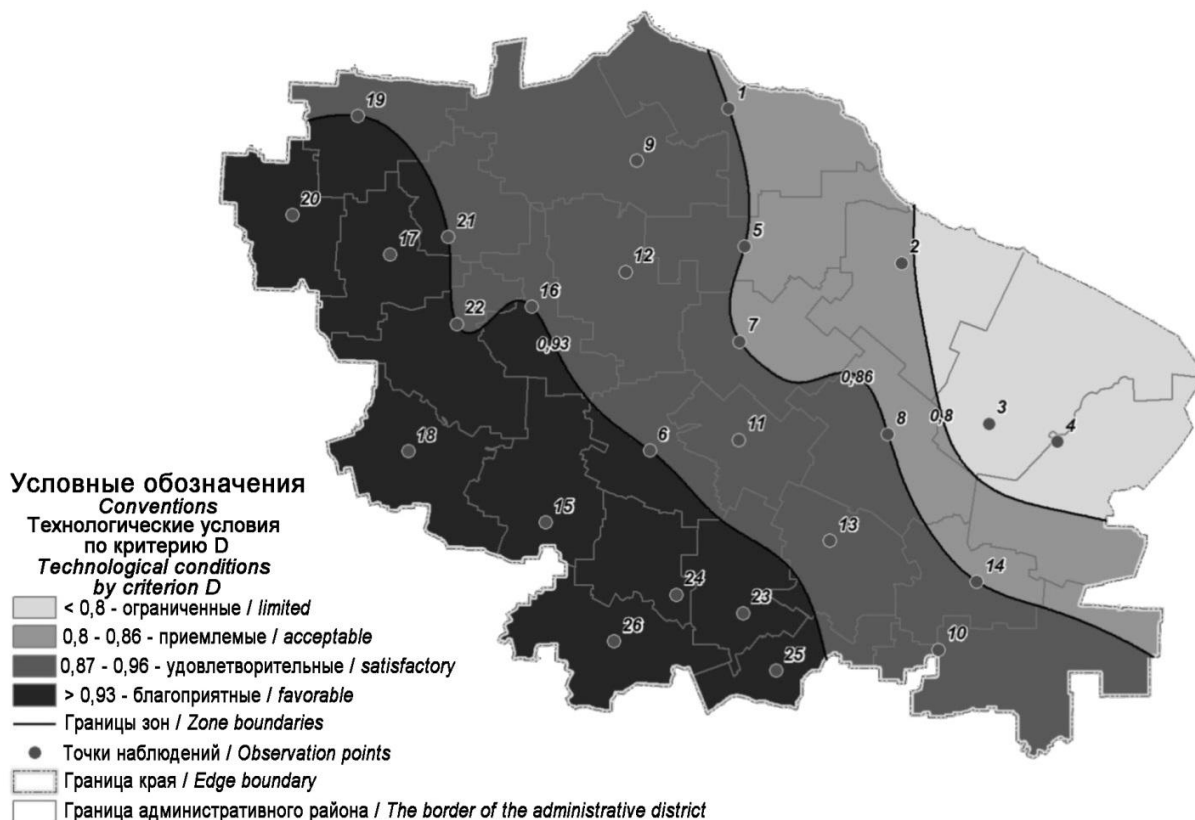 1
19
9
20
21
5
2
17
12
16
22
7
0,93
0,86
3
8
0,8
4
6
11
18
15
13
14
24
23
10
26
25
Условные обозначения
Conventions
Технологические условия
по критерию D
Technological conditions
by criterion D
< 0,8 - ограниченные / limited
0,8 - 0,86 - приемлемые / acceptable
0,87 - 0,96 - удовлетворительные / satisfactory
> 0,93 - благоприятные / favorable
Границы зон / Zone boundaries
Точки наблюдений / Observation points
Граница края / Edge boundary
Граница административного района / The border of the administrative district